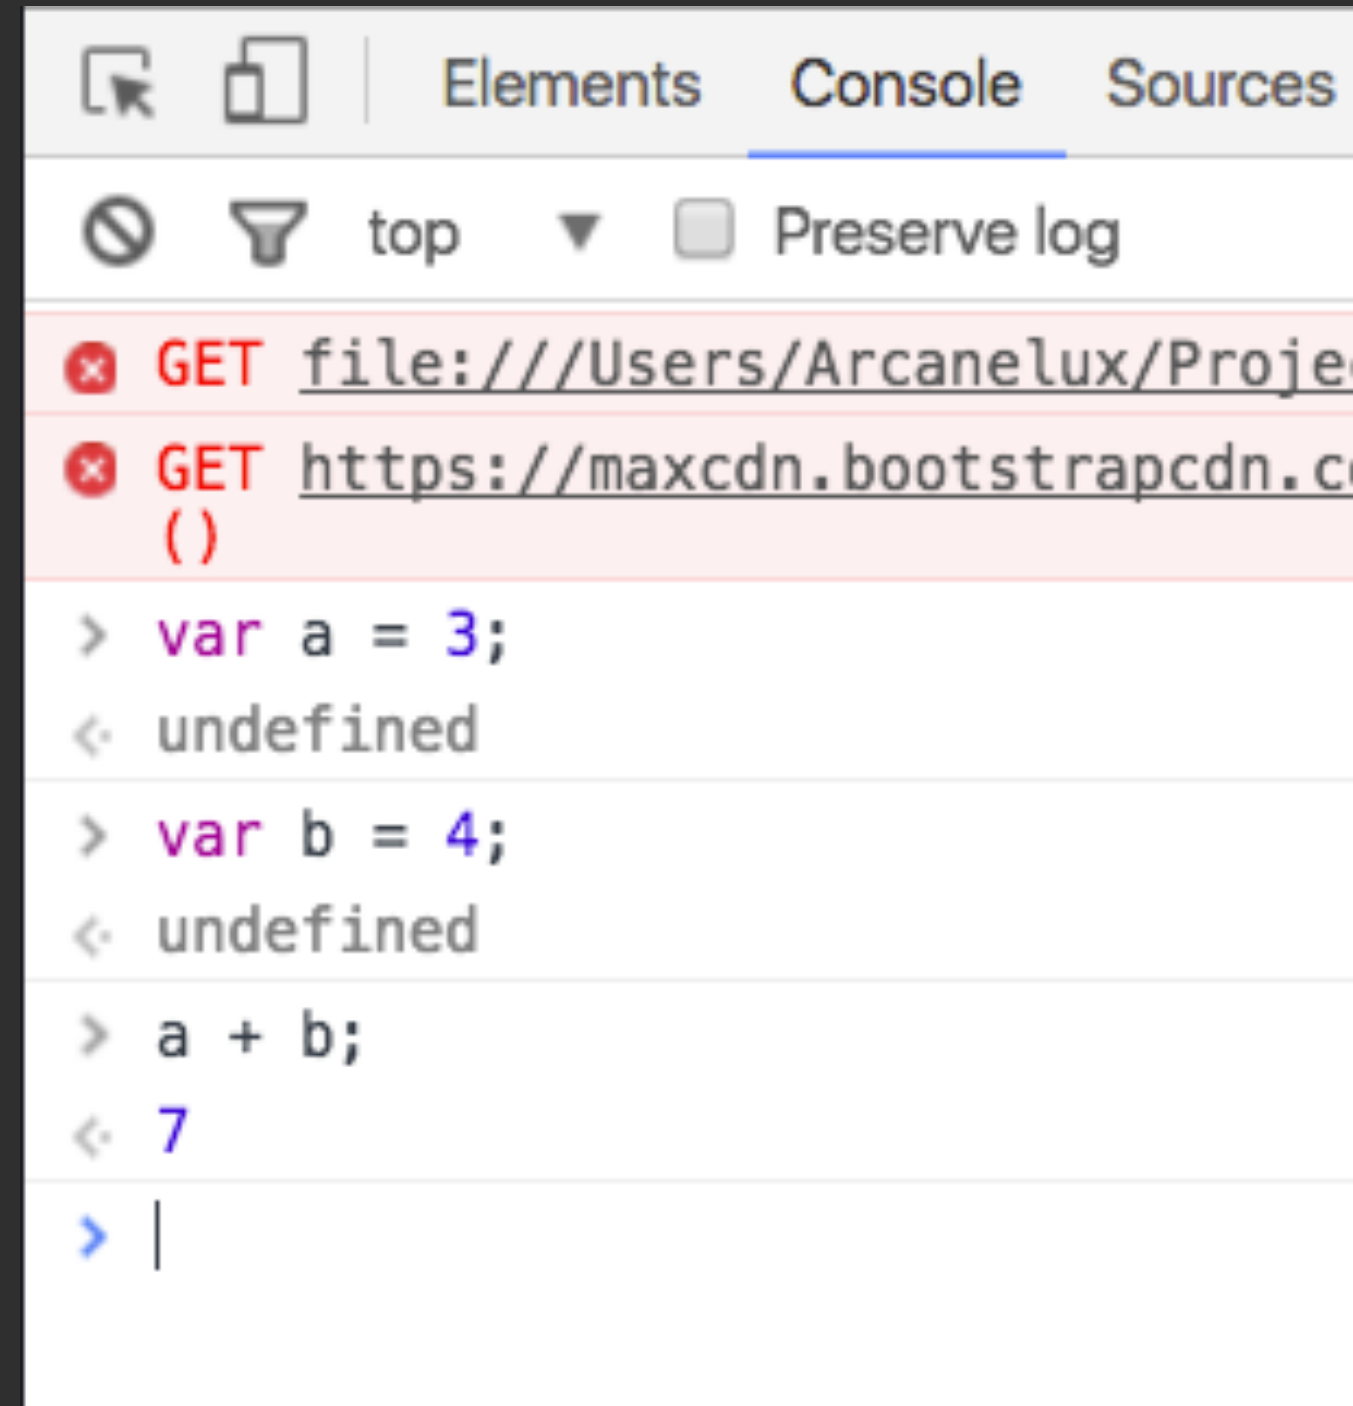 Elements Console Sources
top Preserve log
GET file:///Users/Arcanelux/Proje
GET https://maxcdn.bootstrapcdn.c
()
var a = 3;
undefined
var b = 4;
undefined
a + b;
7